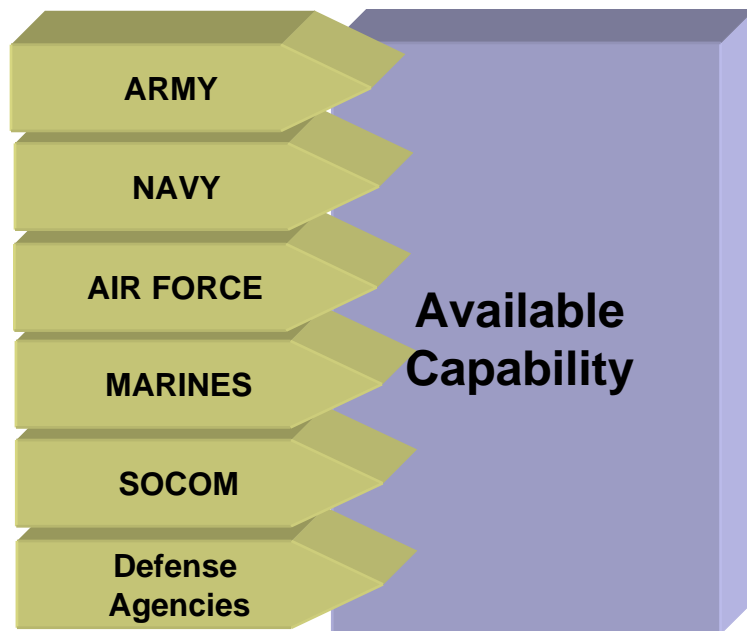 ARMY
NAVY
AIR FORCE
MARINES
SOCOM
Defense
Agencies
Available
Capability